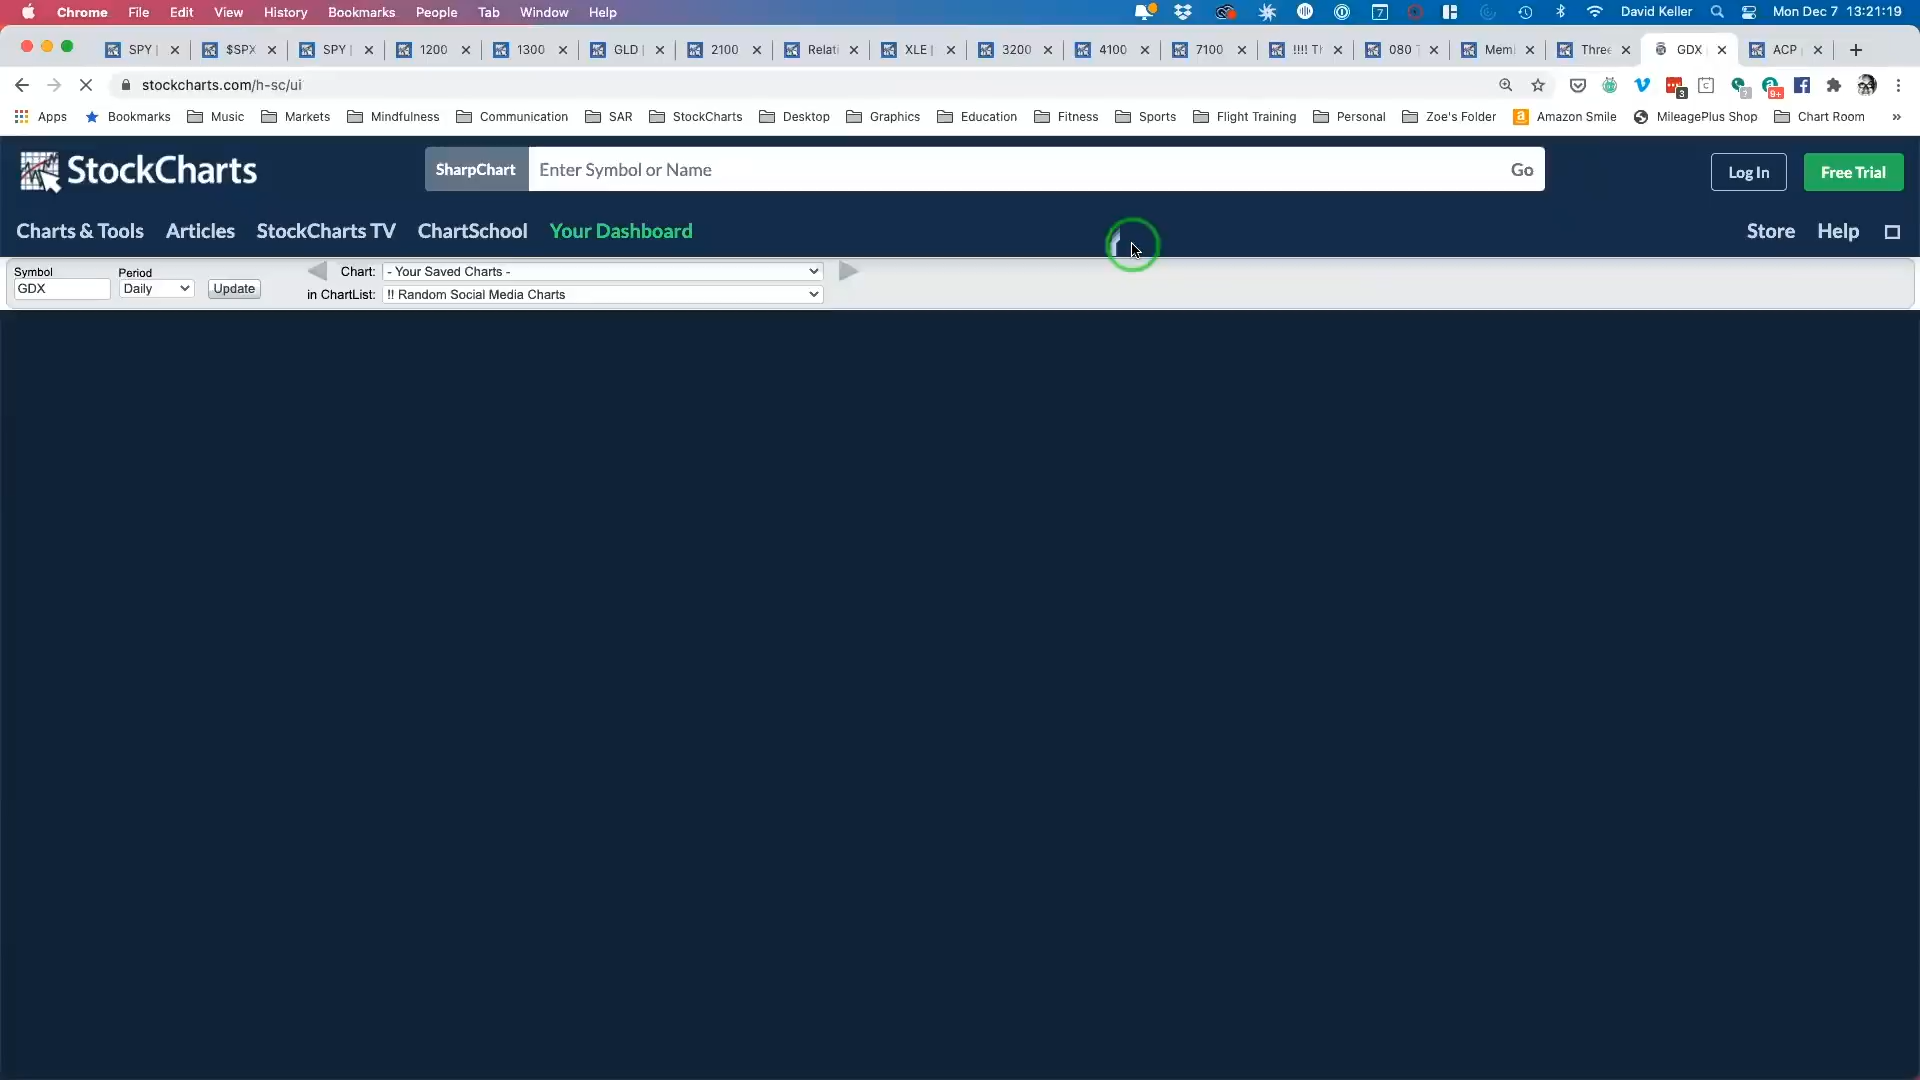 Chrome File Edit View History Bookmarks People Tab Window Help 7 David Keller Mon Dec 7 13:21:19
SPY | $SPX SPY | 1200 1300 GLD | 2100 Relati XLE | 3200 4100 7100 !!!! Th 080 T Mem Three GDX ACP
stockcharts.com/h-sc/ui 3 ? 9+
Apps Bookmarks Music Markets Mindfulness Communication SAR StockCharts Desktop Graphics Education Fitness Sports Flight Training Personal Zoe's Folder Amazon Smile MileagePlus Shop Chart Room »
StockCharts SharpChart Enter Symbol or Name Go Log In Free Trial
Charts & Tools Articles StockCharts TV ChartSchool Your Dashboard Store Help
Symbol Period Chart: - Your Saved Charts -
GDX Daily Update in ChartList: !! Random Social Media Charts